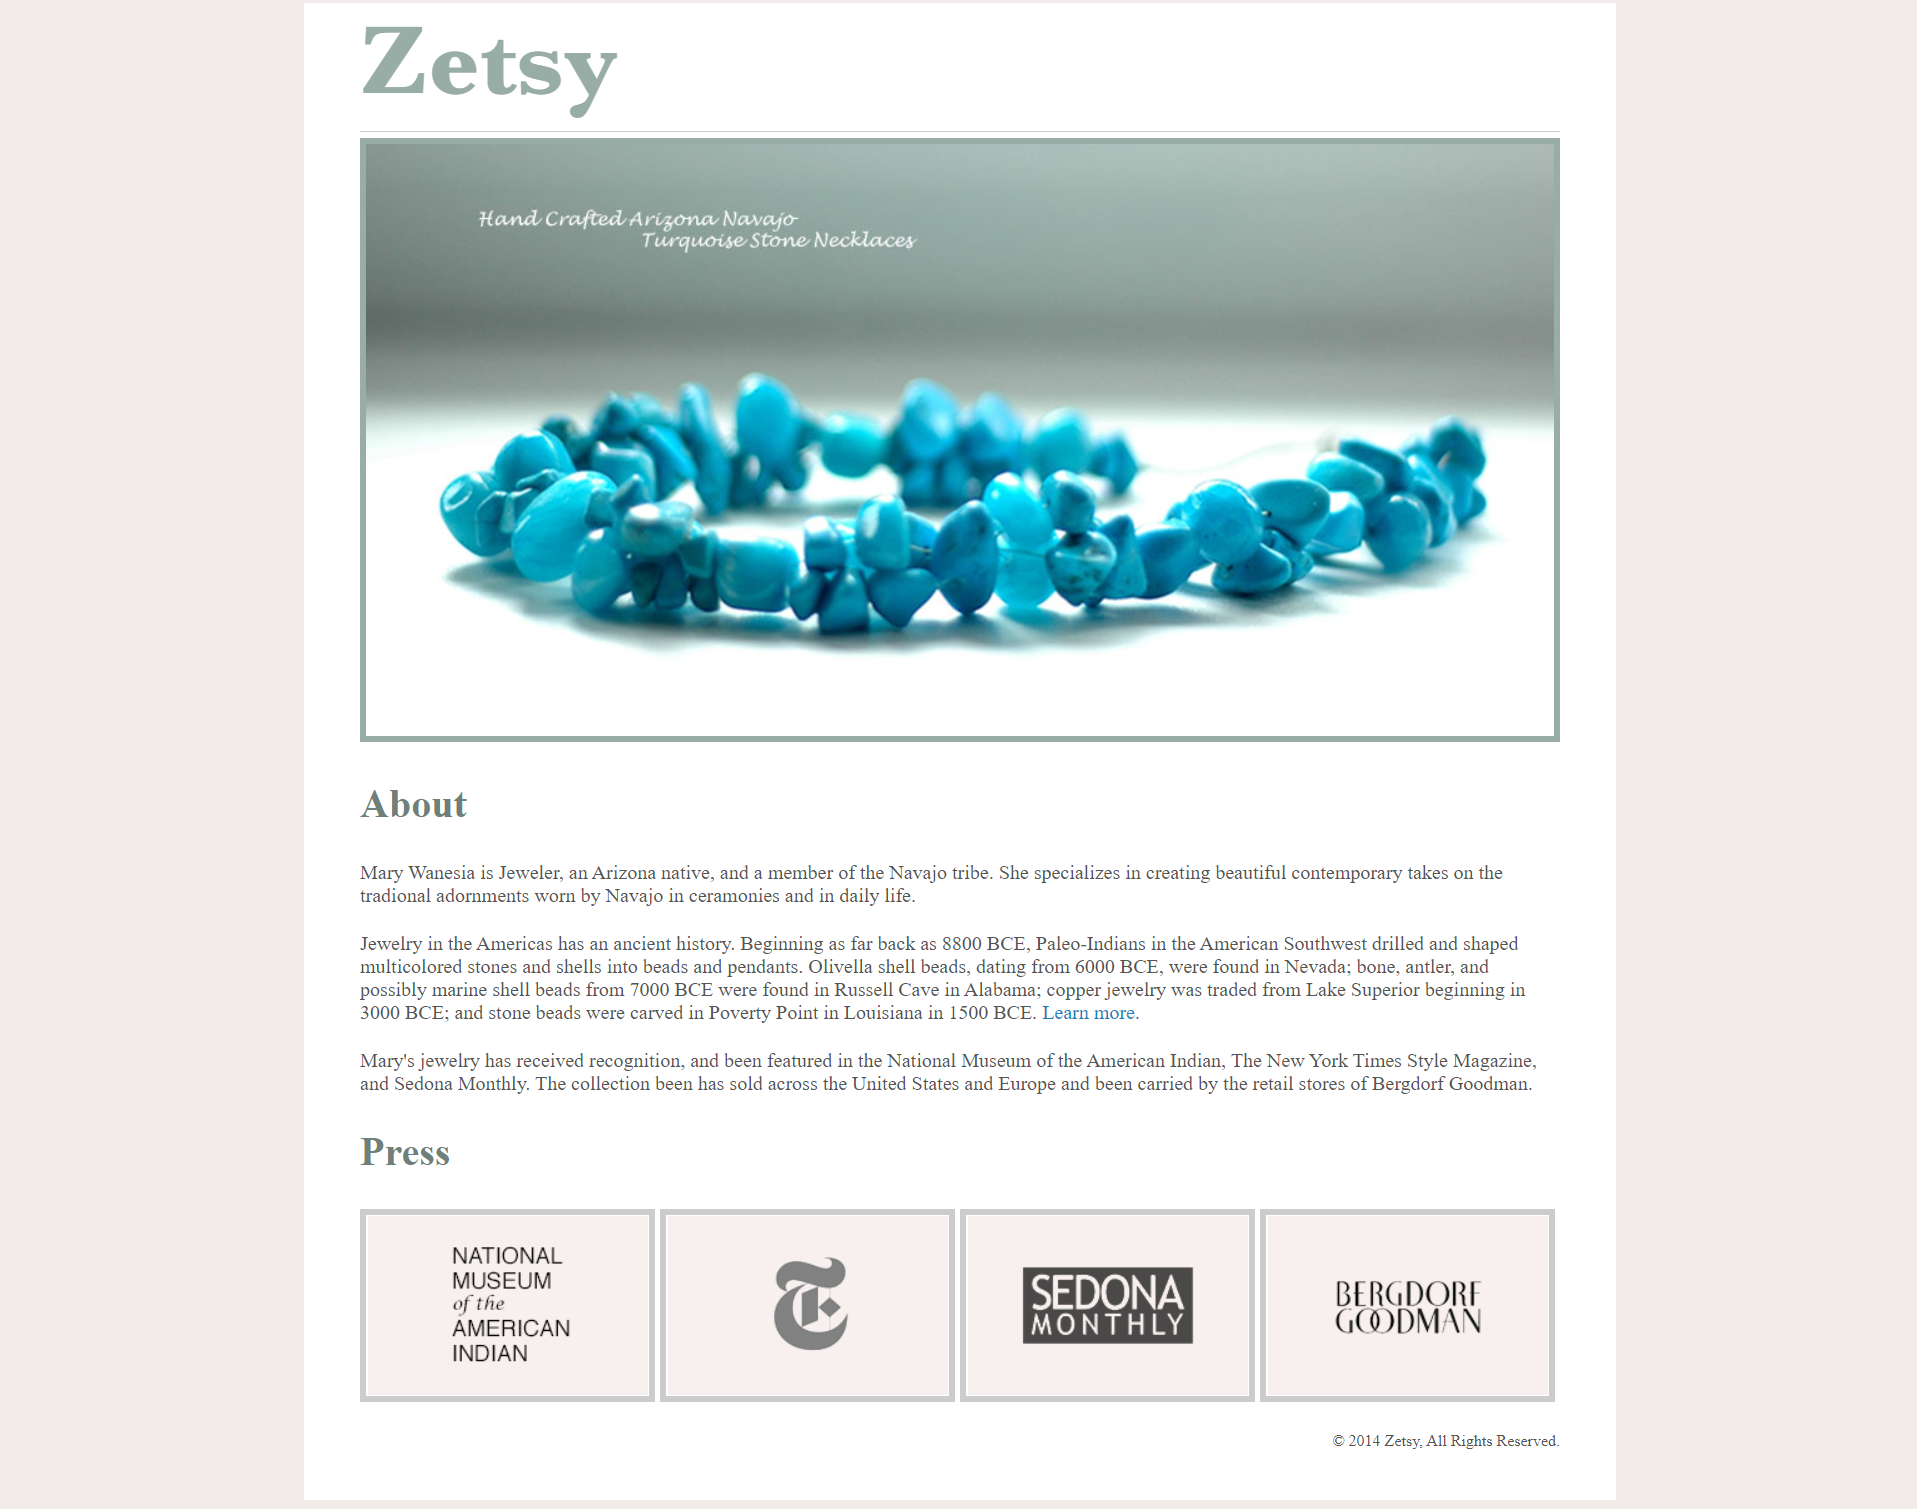 Zetsy
Hand Crafted Arizona Navajo
Turquoise Stone Necklaces
About
Mary Wanesia is Jeweler, an Arizona native, and a member of the Navajo tribe. She specializes in creating beautiful contemporary takes on the
tradional adornments worn by Navajo in ceramonies and in daily life.
Jewelry in the Americas has an ancient history. Beginning as far back as 8800 BCE, Paleo-Indians in the American Southwest drilled and shaped
multicolored stones and shells into beads and pendants. Olivella shell beads, dating from 6000 BCE, were found in Nevada; bone, antler, and
possibly marine shell beads from 7000 BCE were found in Russell Cave in Alabama; copper jewelry was traded from Lake Superior beginning in
3000 BCE; and stone beads were carved in Poverty Point in Louisiana in 1500 BCE. Learn more.
Mary's jewelry has received recognition, and been featured in the National Museum of the American Indian, The New York Times Style Magazine,
and Sedona Monthly. The collection been has sold across the United States and Europe and been carried by the retail stores of Bergdorf Goodman.
Press
NATIONAL
MUSEUM
of the
AMERICAN
INDIAN
T
SEDONA
MONTHLY
BERGDORF
GOODMAN
© 2014 Zetsy, All Rights Reserved.